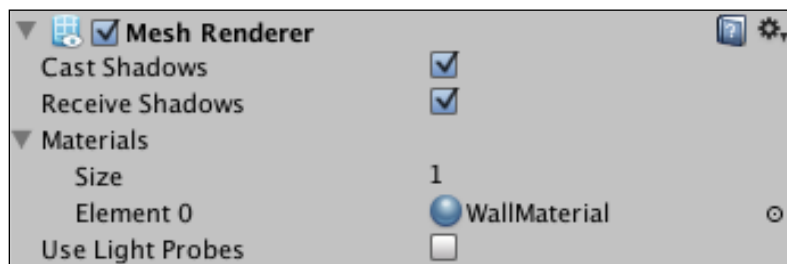 Mesh Renderer
Cast Shadows
Receive Shadows
Materials
Size 1
Element 0 WallMaterial
Use Light Probes